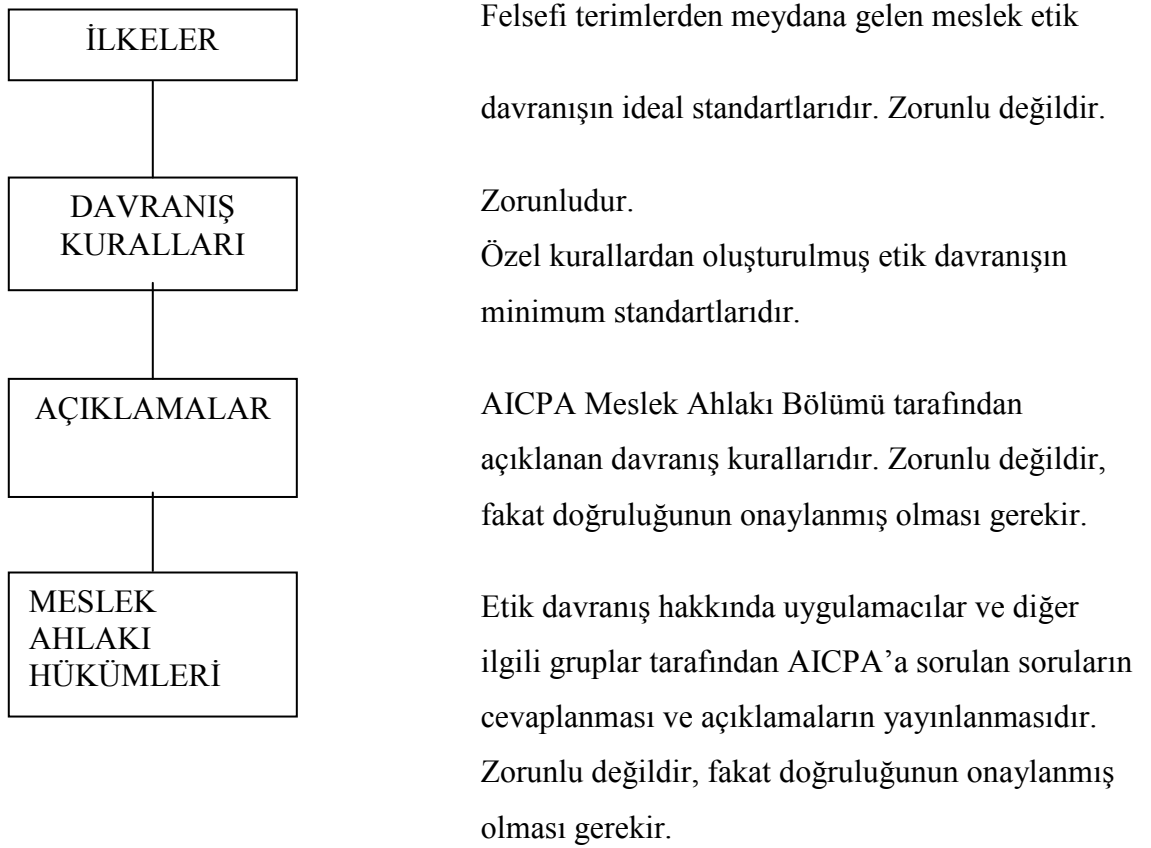 İLKELER
Felsefi terimlerden meydana gelen meslek etik
davranışın ideal standartlarıdır. Zorunlu değildir.
DAVRANIŞ
KURALLARI
Zorunludur.
Özel kurallardan oluşturulmuş etik davranışın
minimum standartlarıdır.
AÇIKLAMALAR
AICPA Meslek Ahlakı Bölümü tarafından
açıklanan davranış kurallarıdır. Zorunlu değildir,
fakat doğruluğunun onaylanmış olması gerekir.
MESLEK
AHLAKI
HÜKÜMLERİ
Etik davranış hakkında uygulamacılar ve diğer
ilgili gruplar tarafından AICPA’a sorulan soruların
cevaplanması ve açıklamaların yayınlanmasıdır.
Zorunlu değildir, fakat doğruluğunun onaylanmış
olması gerekir.